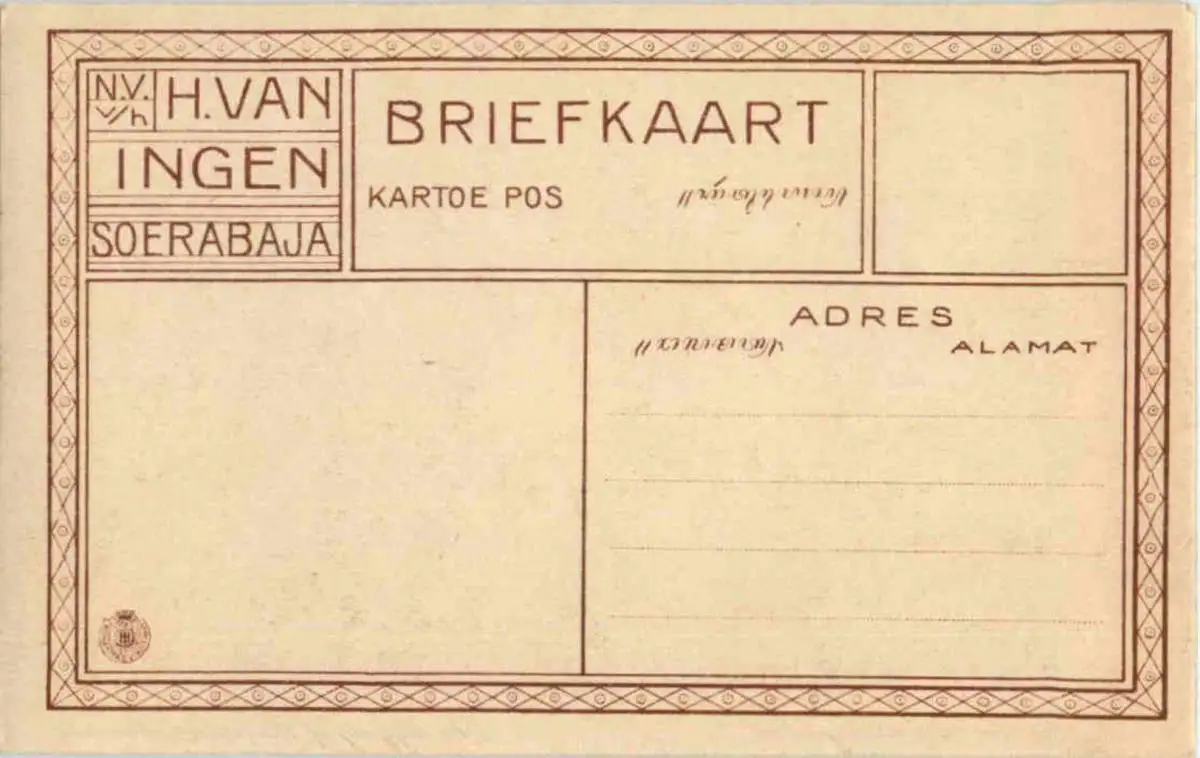 N.V. v/h H. VAN
INGEN
SOERABAJA
BRIEFKAART
KARTOE POS
ADRES
ALAMAT